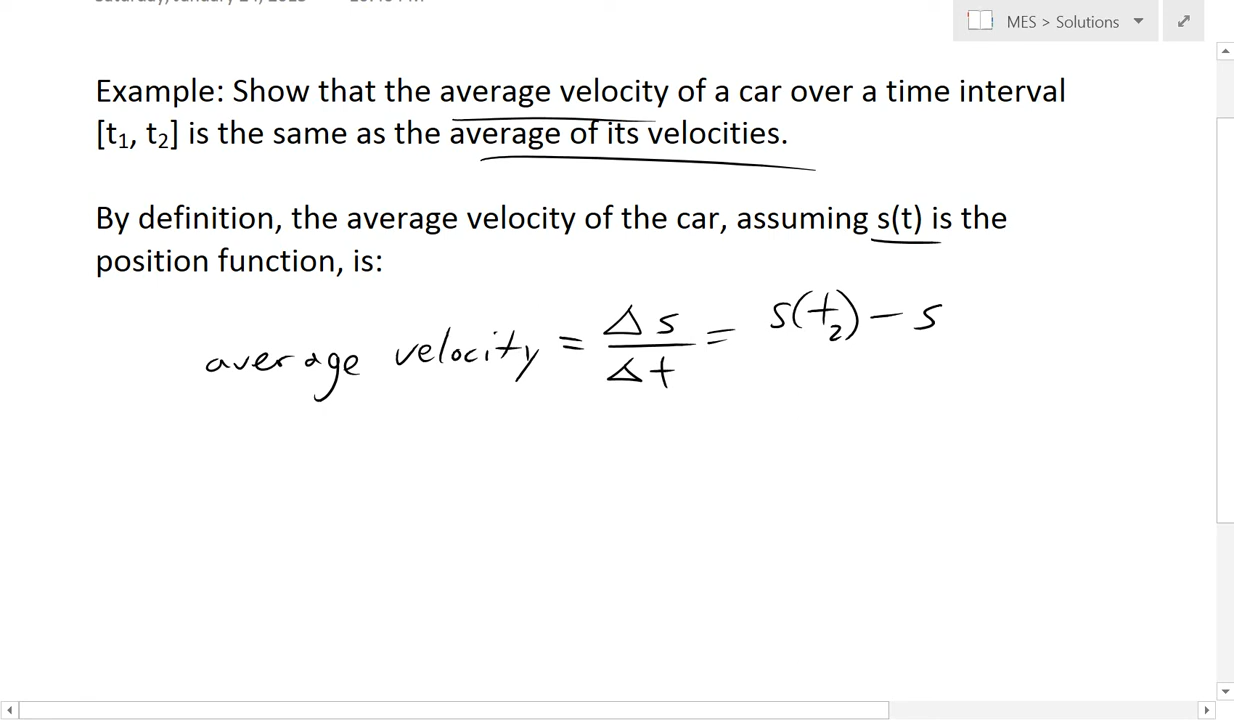 MES > Solutions
Example: Show that the average velocity of a car over a time interval
[t₁, t₂] is the same as the average of its velocities.
By definition, the average velocity of the car, assuming s(t) is the
position function, is:
average velocity = Δs/Δt = s(t₂) − s